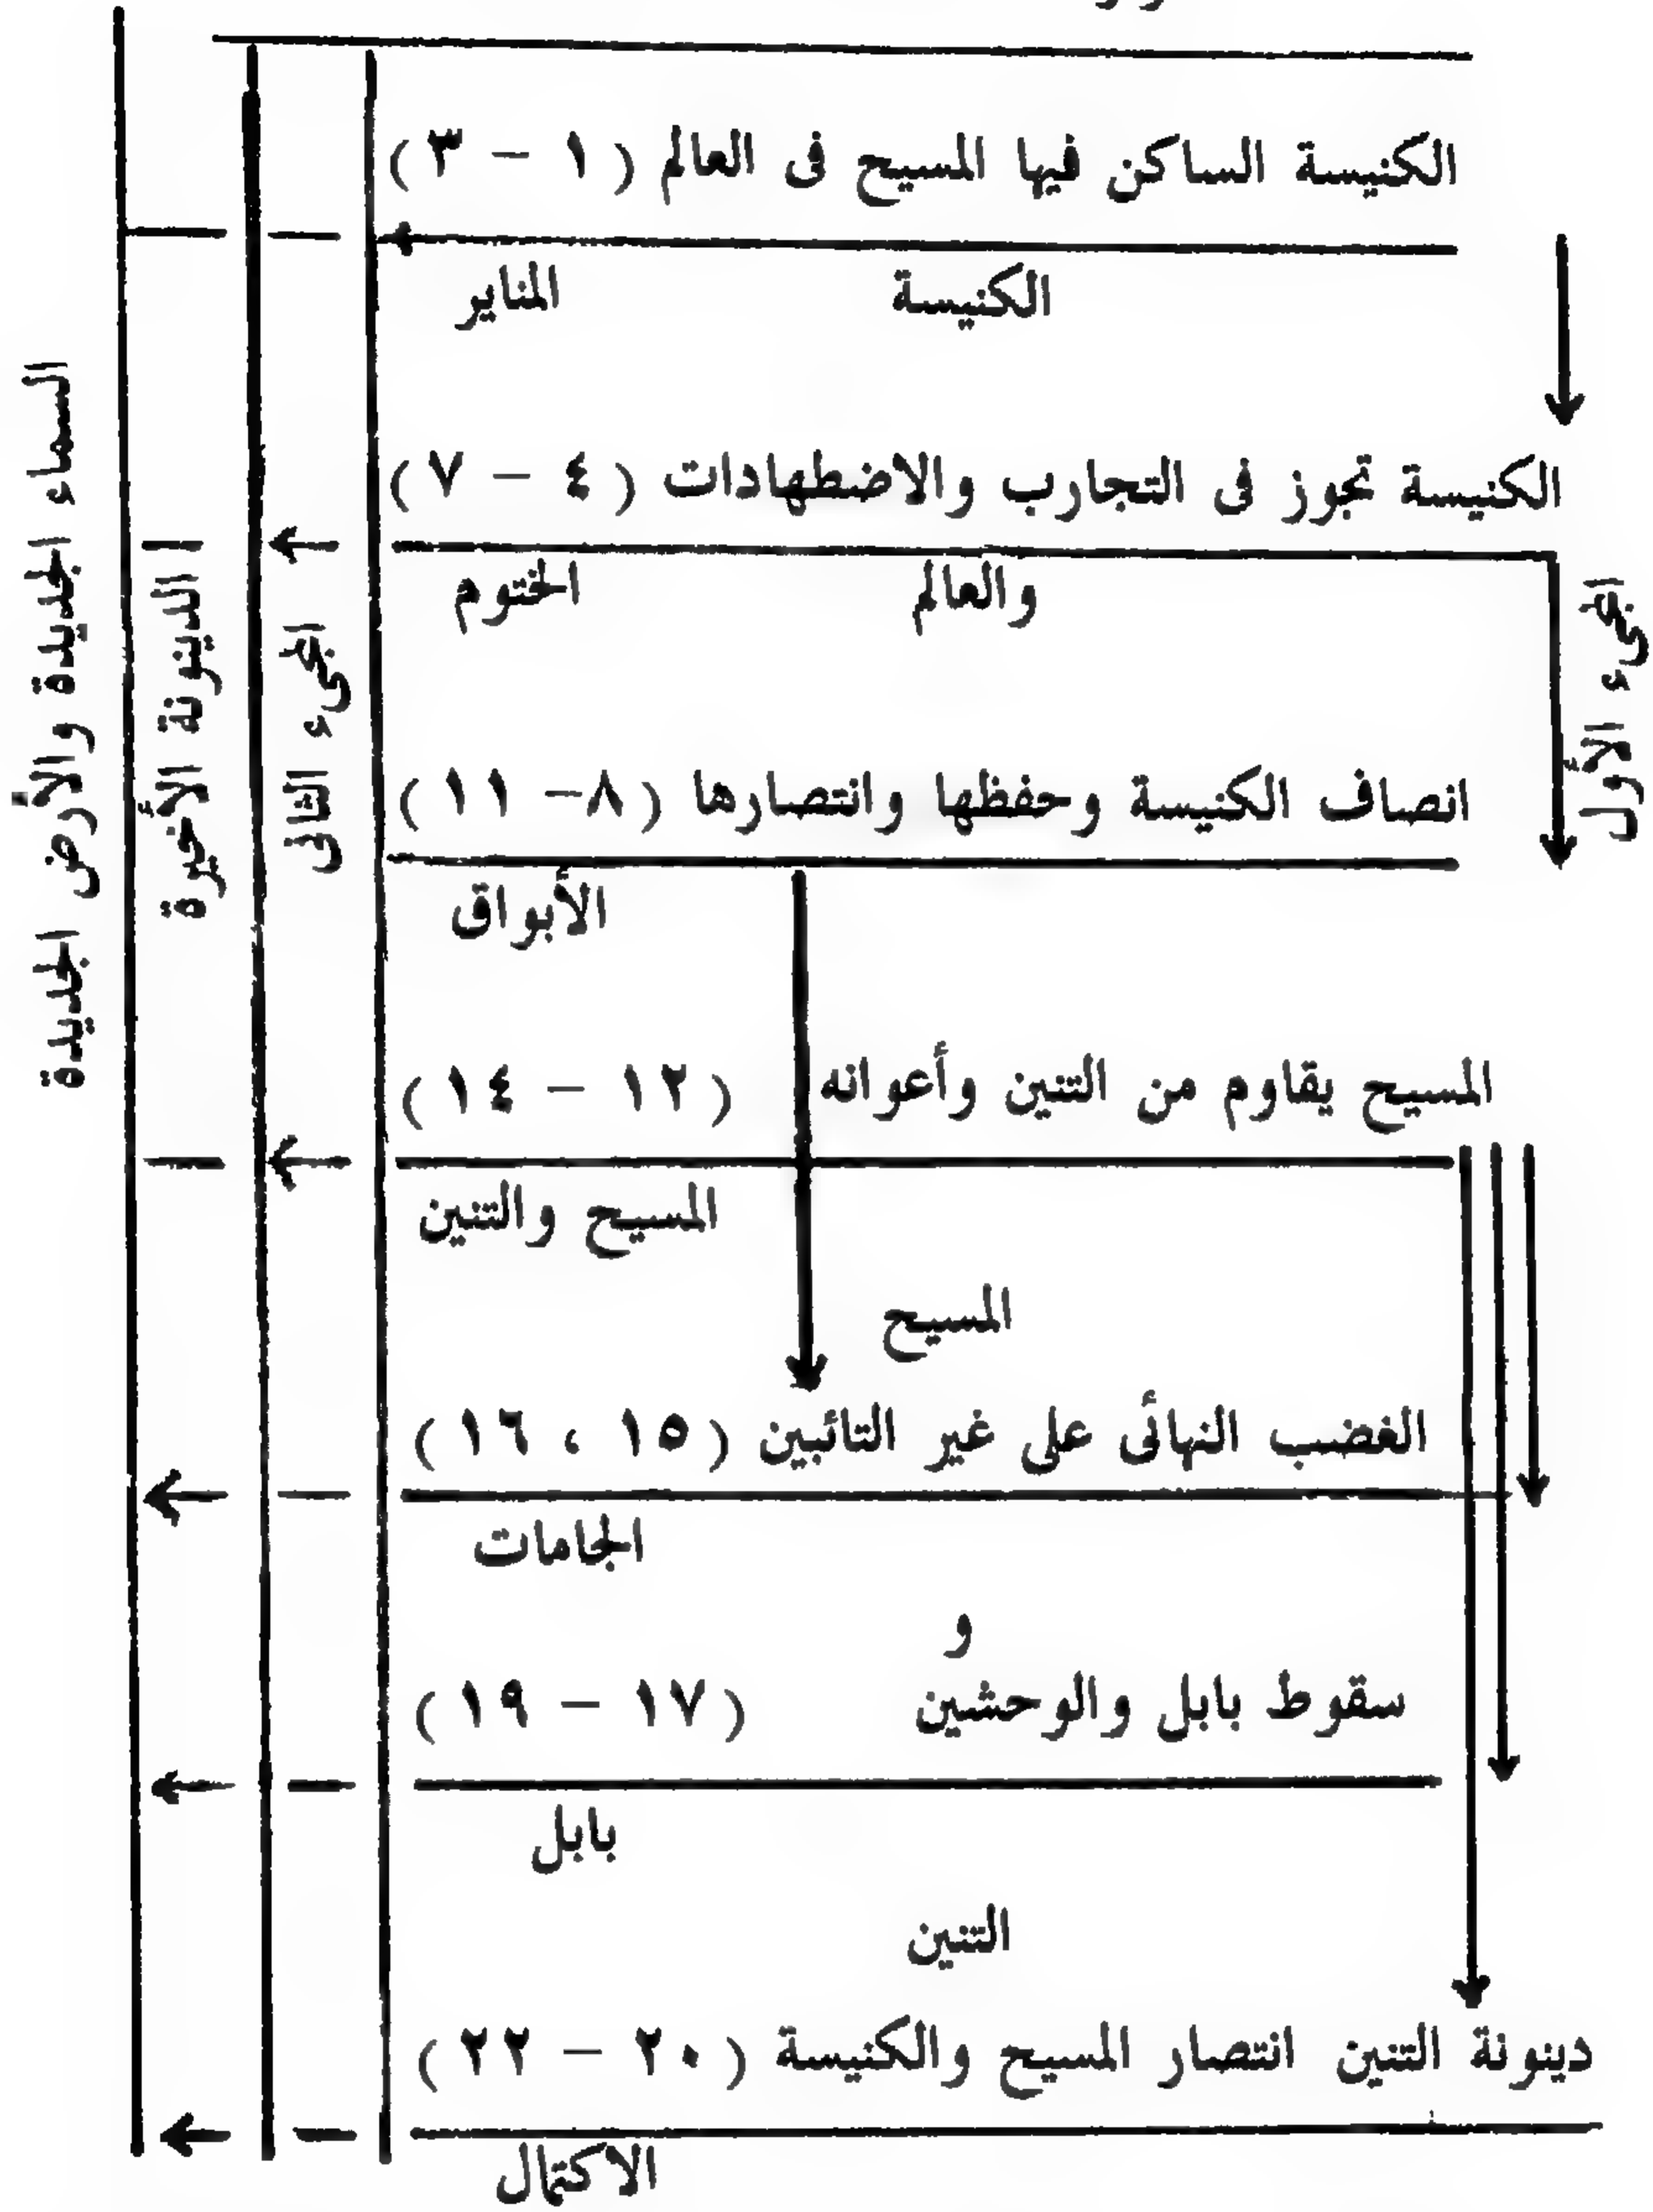 الكنيسة الساكن فيها المسيح فى العالم ( ١ – ٣ )
الكنيسة المناير
الكنيسة تجوز فى التجارب والاضطهادات ( ٤ – ٧ )
والعالم الختوم
انصاف الكنيسة وحفظها وانتصارها ( ٨– ١١ )
الأبواق
المسيح يقاوم من التنين وأعوانه ( ١٢ – ١٤ )
المسيح والتنين
المسيح
الغضب النهائى على غير التائبين ( ١٥ ، ١٦ )
الجامات
و
سقوط بابل والوحشين ( ١٧ – ١٩ )
بابل
التنين
دينونة التنين انتصار المسيح والكنيسة ( ٢٠ – ٢٢ )
الاكتمال
المجىء الأول
المجىء الثانى
الدينونة الأخيرة
السماء الجديدة والأرض الجديدة